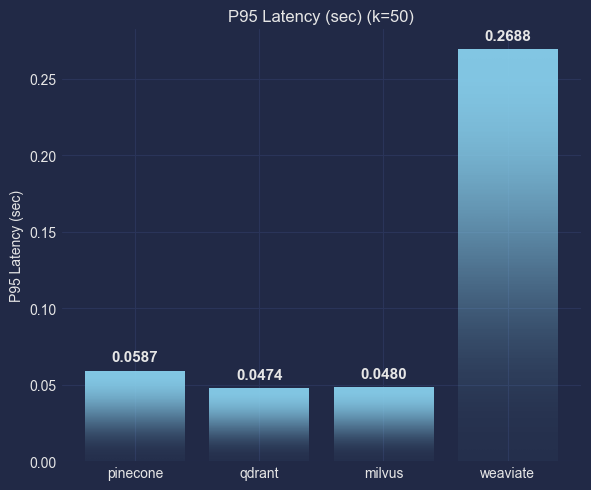 P95 Latency (sec) (k=50)
P95 Latency (sec)
0.25
0.20
0.15
0.10
0.05
0.00
0.0587
0.0474
0.0480
0.2688
pinecone
qdrant
milvus
weaviate